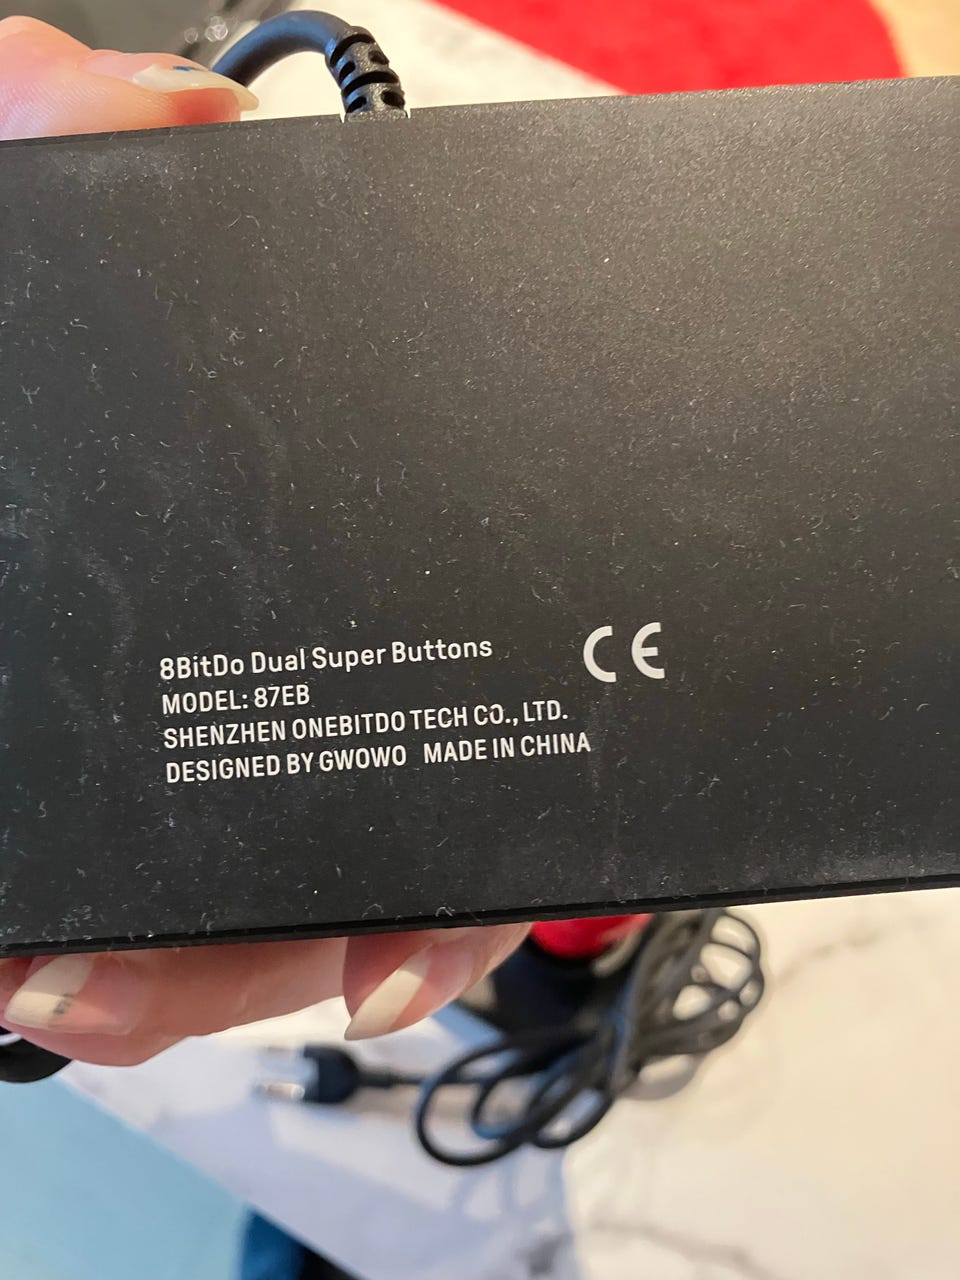 8BitDo Dual Super Buttons
MODEL: 87EB
SHENZHEN ONEBITDO TECH CO., LTD.
DESIGNED BY GWOWO MADE IN CHINA
CE